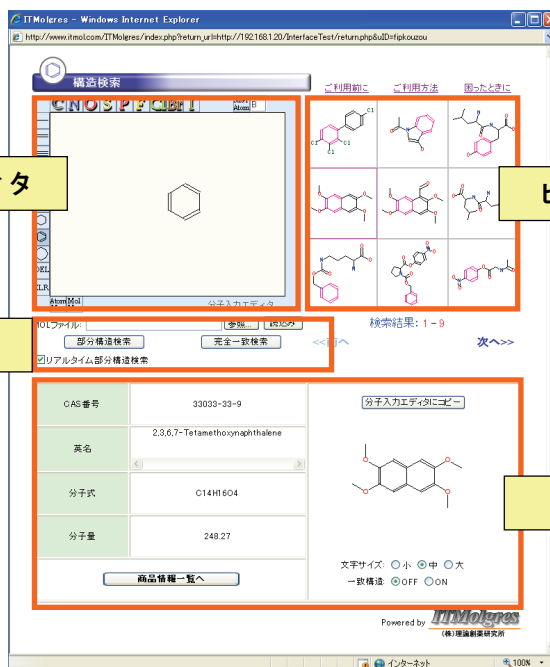 ITMolgres - Windows Internet Explorer
http://www.itmol.com/ITMolgres/index.php?return_url=http://192.168.1.20/InterfaceTest/return.php&uID=fipkouzou
構造検索
ご利用前に ご利用方法 困ったときに
C N O S P F Cl Br I
Atom B
タ
ビ
DEL
CLR
Atom Mol
分子入力エディタ
Cl
MOLファイル: 参照... 読込み
部分構造検索 完全一致検索
リアルタイム部分構造検索
検索結果: 1 - 9
<<前へ 次へ>>
CAS番号 33033-33-9
英名 2,3,6,7-Tetamethoxynaphthalene
分子式 C14H16O4
分子量 248.27
商品情報一覧へ
分子入力エディタにコピー
文字サイズ: 小 中 大
一致構造: OFF ON
Powered by ITMolgres
(株)理論創薬研究所
インターネット 100%